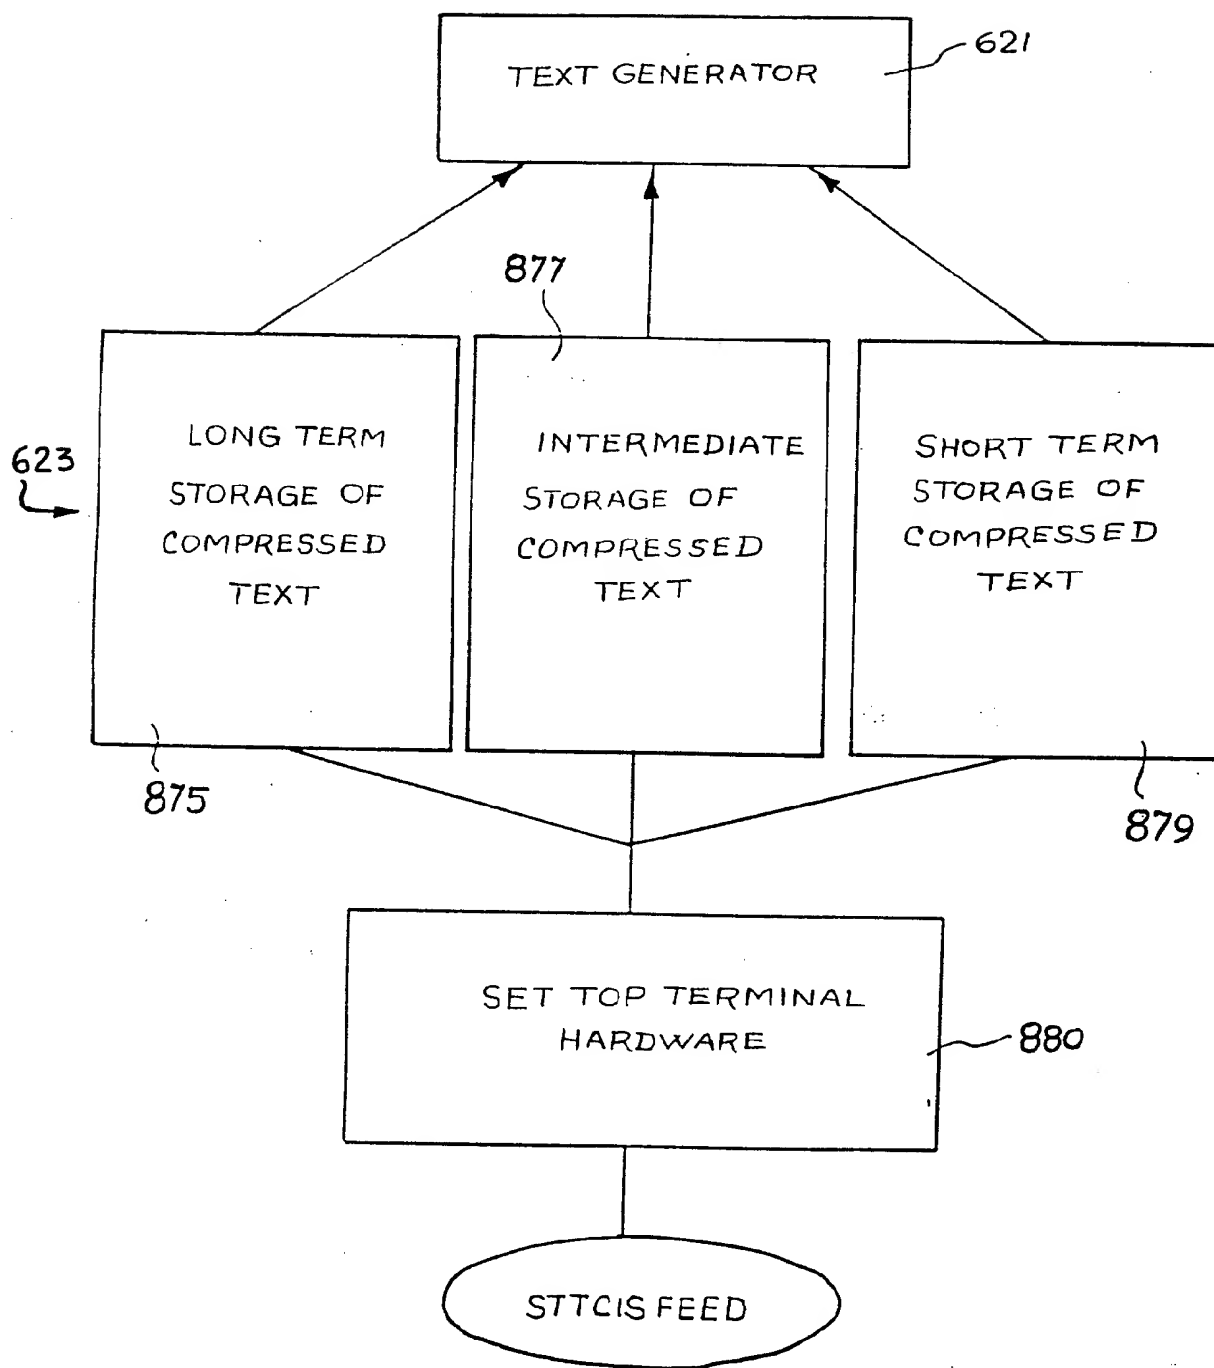 TEXT GENERATOR
621
877
623
LONG TERM
STORAGE OF
COMPRESSED
TEXT
INTERMEDIATE
STORAGE OF
COMPRESSED
TEXT
SHORT TERM
STORAGE OF
COMPRESSED
TEXT
875
879
SET TOP TERMINAL
HARDWARE
880
STTCIS FEED